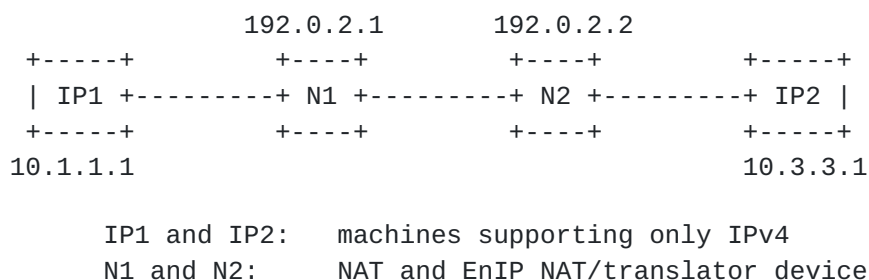 192.0.2.1 192.0.2.2
+-----+ +----+ +----+ +-----+
| IP1 +---------+ N1 +---------+ N2 +---------+ IP2 |
+-----+ +----+ +----+ +-----+
10.1.1.1 10.3.3.1
IP1 and IP2: machines supporting only IPv4
N1 and N2: NAT and EnIP NAT/translator device